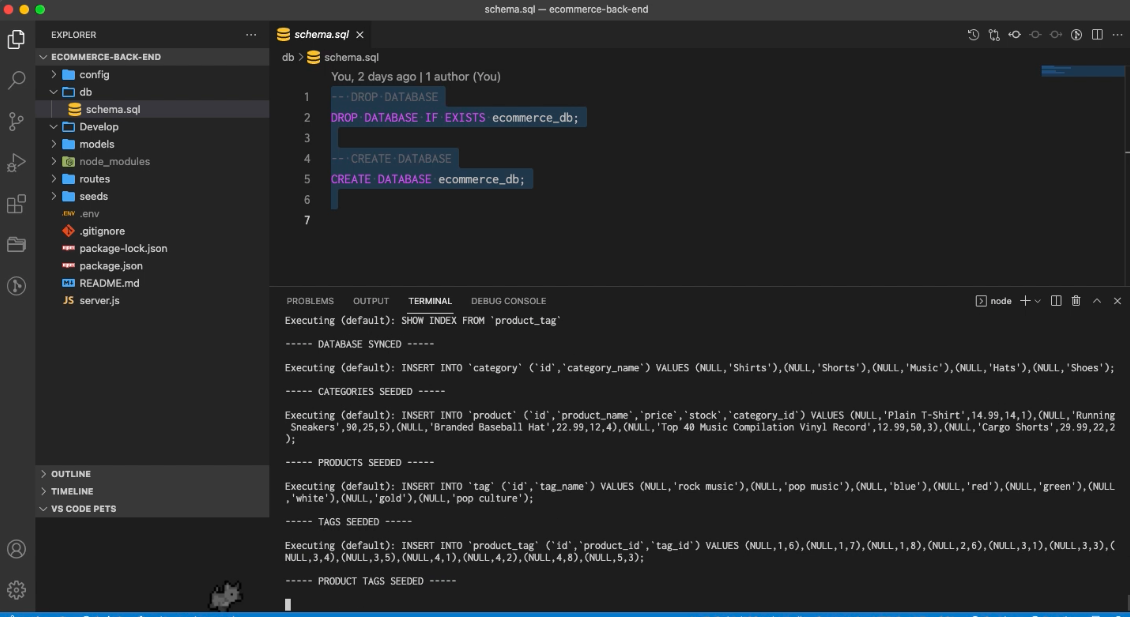 schema.sql — ecommerce-back-end
EXPLORER
ECOMMERCE-BACK-END
config
db
schema.sql
Develop
models
node_modules
routes
seeds
.ENV .env
.gitignore
package-lock.json
package.json
README.md
JS server.js
OUTLINE
TIMELINE
VS CODE PETS
schema.sql
db > schema.sql
You, 2 days ago | 1 author (You)
1 -- DROP DATABASE
2 DROP DATABASE IF EXISTS ecommerce_db;
3
4 -- CREATE DATABASE
5 CREATE DATABASE ecommerce_db;
6
7
PROBLEMS OUTPUT TERMINAL DEBUG CONSOLE node
Executing (default): SHOW INDEX FROM `product_tag`
----- DATABASE SYNCED -----
Executing (default): INSERT INTO `category` (`id`,`category_name`) VALUES (NULL,'Shirts'),(NULL,'Shorts'),(NULL,'Music'),(NULL,'Hats'),(NULL,'Shoes');
----- CATEGORIES SEEDED -----
Executing (default): INSERT INTO `product` (`id`,`product_name`,`price`,`stock`,`category_id`) VALUES (NULL,'Plain T-Shirt',14.99,14,1),(NULL,'Running
Sneakers',90,25,5),(NULL,'Branded Baseball Hat',22.99,12,4),(NULL,'Top 40 Music Compilation Vinyl Record',12.99,50,3),(NULL,'Cargo Shorts',29.99,22,2
);
----- PRODUCTS SEEDED -----
Executing (default): INSERT INTO `tag` (`id`,`tag_name`) VALUES (NULL,'rock music'),(NULL,'pop music'),(NULL,'blue'),(NULL,'red'),(NULL,'green'),(NULL
,'white'),(NULL,'gold'),(NULL,'pop culture');
----- TAGS SEEDED -----
Executing (default): INSERT INTO `product_tag` (`id`,`product_id`,`tag_id`) VALUES (NULL,1,6),(NULL,1,7),(NULL,1,8),(NULL,2,6),(NULL,3,1),(NULL,3,3),(
NULL,3,4),(NULL,3,5),(NULL,4,1),(NULL,4,2),(NULL,4,8),(NULL,5,3);
----- PRODUCT TAGS SEEDED -----